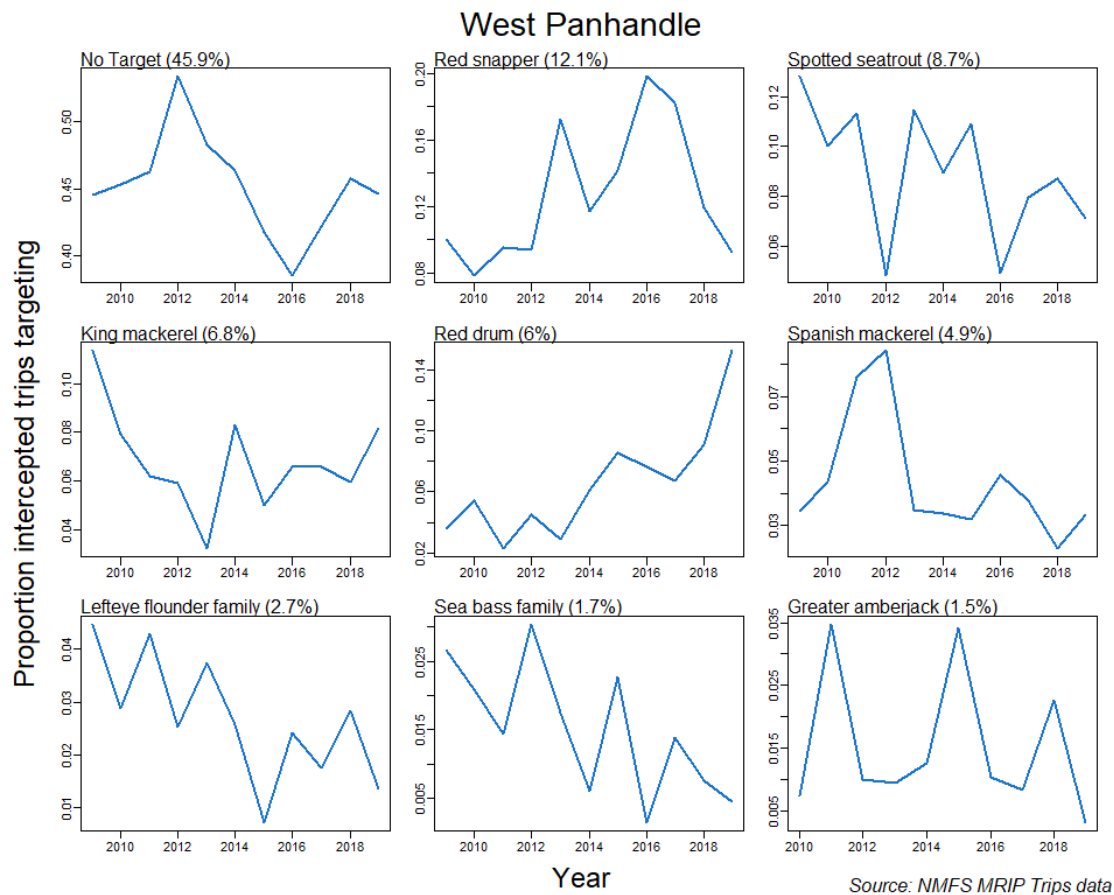 West Panhandle
No Target (45.9%)
Red snapper (12.1%)
Spotted seatrout (8.7%)
0.40 0.45 0.50
0.08 0.12 0.16 0.20
0.06 0.08 0.10 0.12
2010 2012 2014 2016 2018
2010 2012 2014 2016 2018
2010 2012 2014 2016 2018
King mackerel (6.8%)
Red drum (6%)
Spanish mackerel (4.9%)
0.04 0.06 0.08 0.10
0.02 0.06 0.10 0.14
0.03 0.05 0.07
2010 2012 2014 2016 2018
2010 2012 2014 2016 2018
2010 2012 2014 2016 2018
Lefteye flounder family (2.7%)
Sea bass family (1.7%)
Greater amberjack (1.5%)
0.01 0.02 0.03 0.04
0.005 0.015 0.025
0.005 0.015 0.025 0.035
2010 2012 2014 2016 2018
2010 2012 2014 2016 2018
2010 2012 2014 2016 2018
Proportion intercepted trips targeting
Year
Source: NMFS MRIP Trips data